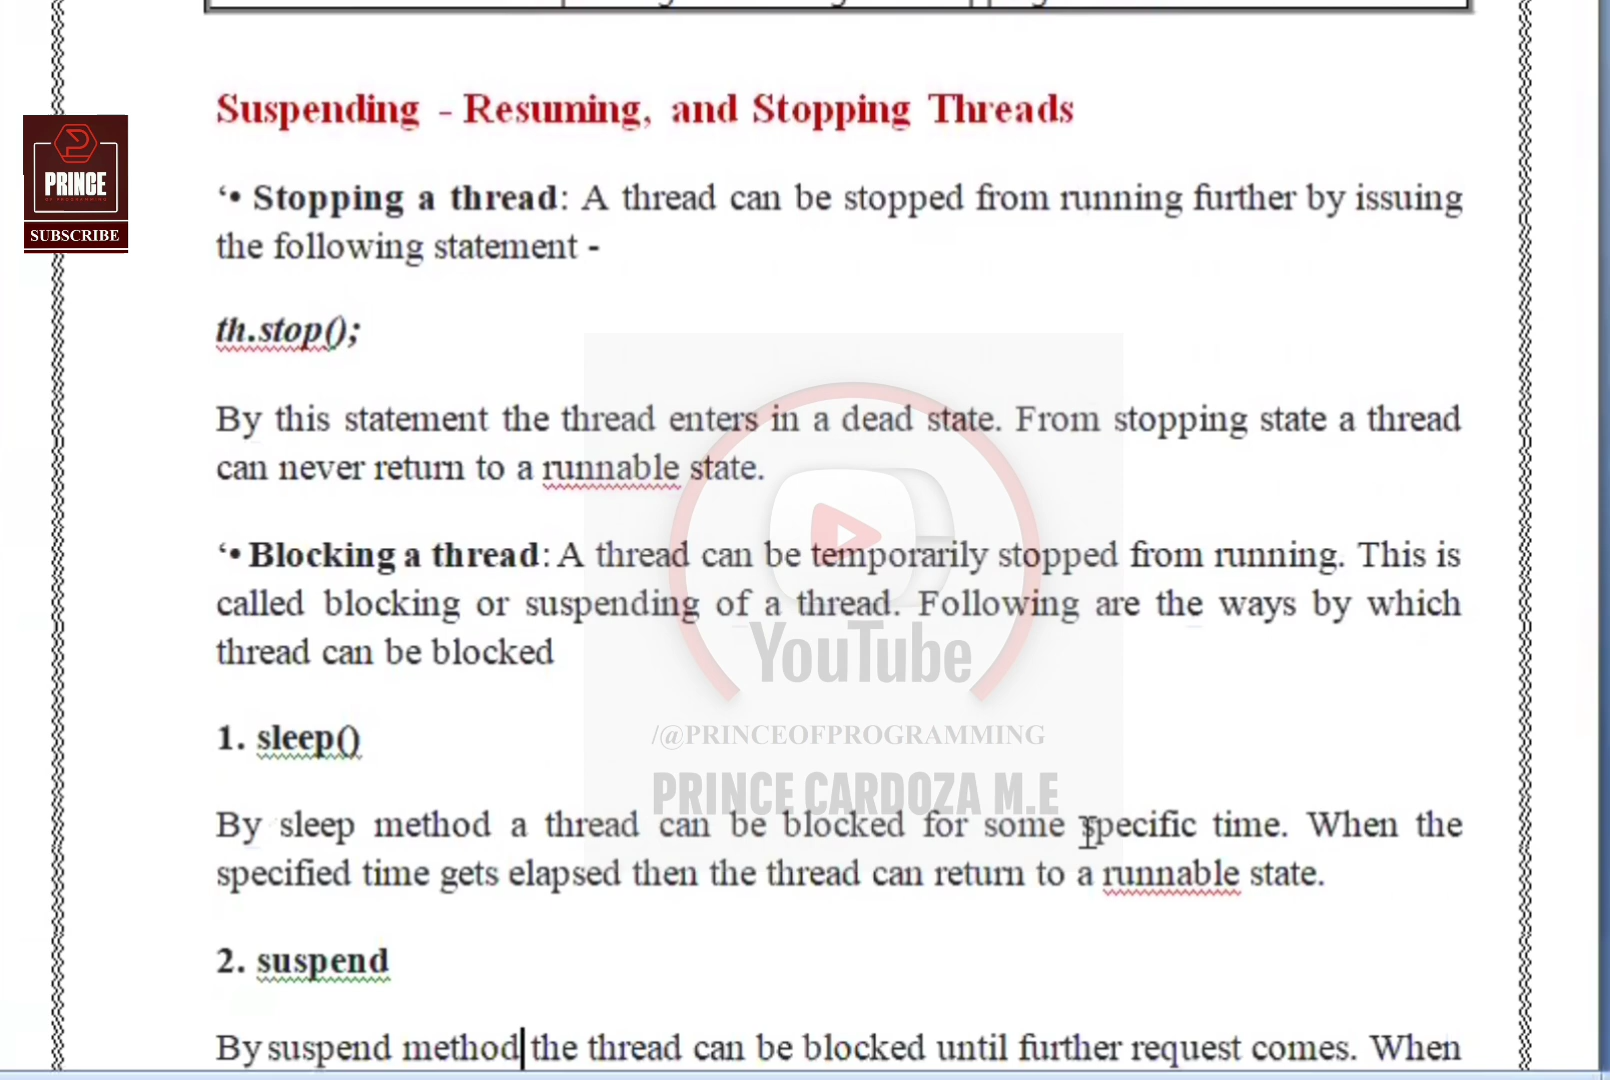 Suspending - Resuming, and Stopping Threads
PRINCE
SUBSCRIBE
‘• Stopping a thread: A thread can be stopped from running further by issuing
the following statement -
th.stop();
By this statement the thread enters in a dead state. From stopping state a thread
can never return to a runnable state.
‘• Blocking a thread: A thread can be temporarily stopped from running. This is
called blocking or suspending of a thread. Following are the ways by which
thread can be blocked
YouTube
1. sleep()
/@PRINCEOFPROGRAMMING
PRINCE CARDOZA M.E
By sleep method a thread can be blocked for some specific time. When the
specified time gets elapsed then the thread can return to a runnable state.
2. suspend
By suspend method the thread can be blocked until further request comes. When